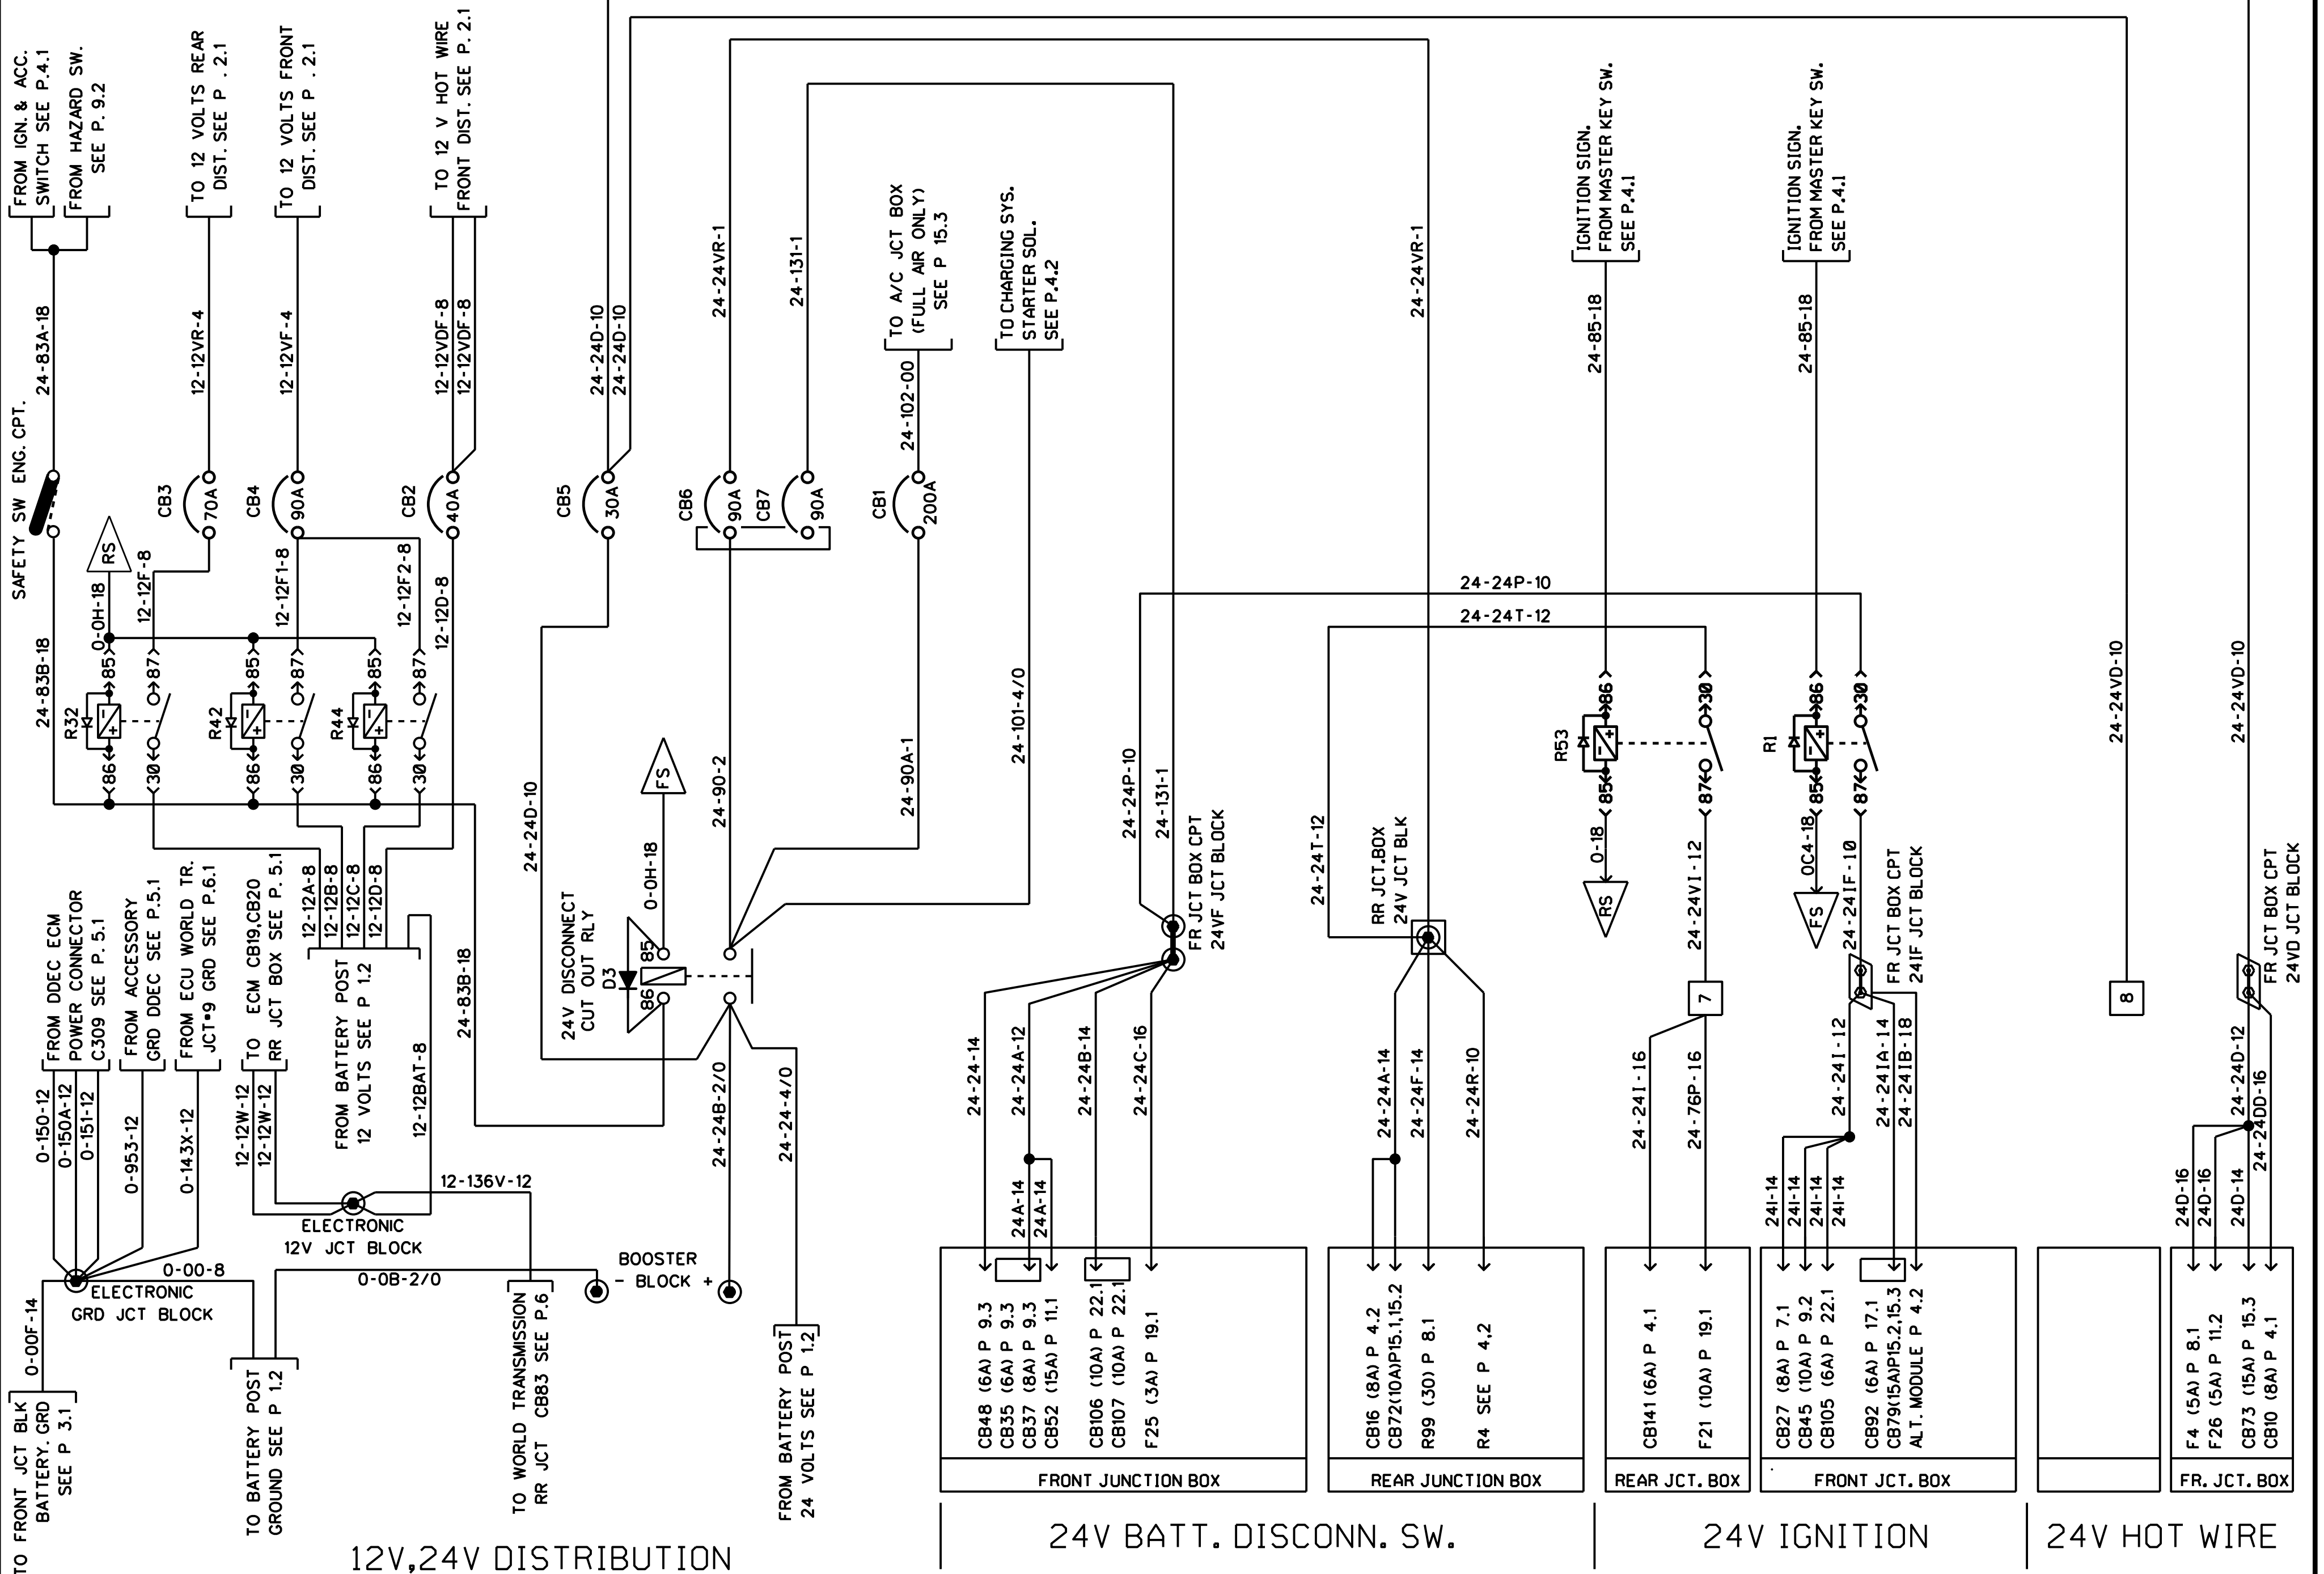 FROM IGN. & ACC.
SWITCH SEE P.4.1
FROM HAZARD SW.
SEE P. 9.2
TO 12 VOLTS REAR
DIST. SEE P . 2.1
TO 12 VOLTS FRONT
DIST. SEE P . 2.1
TO 12 V HOT WIRE
FRONT DIST. SEE P. 2.1
24-83A-18
12-12VR-4
12-12VF-4
12-12VDF-8
12-12VDF-8
24-24D-10
24-24D-10
24-24VR-1
24-131-1
TO A/C JCT BOX
(FULL AIR ONLY)
SEE P 15.3
24-102-00
TO CHARGING SYS.
STARTER SOL.
SEE P.4.2
24-24VR-1
IGNITION SIGN.
FROM MASTER KEY SW.
SEE P.4.1
24-85-18
IGNITION SIGN.
FROM MASTER KEY SW.
SEE P.4.1
24-85-18
SAFETY SW ENG. CPT.
CB3
70A
CB4
90A
CB2
40A
CB5
30A
CB6
90A
CB7
90A
CB1
200A
RS
0-0H-18
12-12F-8
12-12F1-8
12-12F2-8
12-12D-8
24-83B-18
R32
85
87
86
30
R42
85
87
86
30
R44
85
87
86
30
24-24P-10
24-24T-12
24-24D-10
FS
0-0H-18
24-90-2
24-90A-1
24-101-4/0
24-24P-10
24-131-1
24-24T-12
R53
86
30
85
87
R1
86
30
85
87
24-24VD-10
24-24VD-10
0-18
RS
24-24VI-12
0C4-18
FS
24-24IF-10
FR JCT BOX CPT
24VF JCT BLOCK
RR JCT.BOX
24V JCT BLK
FR JCT BOX CPT
24IF JCT BLOCK
FR JCT BOX CPT
24VD JCT BLOCK
7
8
FROM DDEC ECM
POWER CONNECTOR
C309 SEE P. 5.1
FROM ACCESSORY
GRD DDEC SEE P.5.1
FROM ECU WORLD TR.
JCT#9 GRD SEE P.6.1
TO ECM CB19,CB20
RR JCT BOX SEE P. 5.1
12-12A-8
12-12B-8
12-12C-8
12-12D-8
FROM BATTERY POST
12 VOLTS SEE P 1.2
12-12BAT-8
24-83B-18
24V DISCONNECT
CUT OUT RLY
D3
85
86
0-150-12
0-150A-12
0-151-12
0-953-12
0-143X-12
12-12W-12
12-12W-12
12-136V-12
ELECTRONIC
12V JCT BLOCK
24-24B-2/0
24-24-4/0
0-00-8
0-0B-2/0
ELECTRONIC
GRD JCT BLOCK
BOOSTER
- BLOCK +
0-00F-14
TO FRONT JCT BLK
BATTERY. GRD
SEE P 3.1
TO BATTERY POST
GROUND SEE P 1.2
TO WORLD TRANSMISSION
RR JCT CB83 SEE P.6
FROM BATTERY POST
24 VOLTS SEE P 1.2
24-24-14
24-24A-12
24-24B-14
24-24C-16
24A-14
24A-14
24-24A-14
24-24F-14
24-24R-10
24-24I-16
24-76P-16
24-24I-12
24-24IA-14
24-24IB-18
24I-14
24I-14
24I-14
24-24D-12
24-24DD-16
24D-16
24D-16
24D-14
CB48 (6A) P 9.3
CB35 (6A) P 9.3
CB37 (8A) P 9.3
CB52 (15A) P 11.1
CB106 (10A) P 22.1
CB107 (10A) P 22.1
F25 (3A) P 19.1
FRONT JUNCTION BOX
CB16 (8A) P 4.2
CB72(10A)P15.1,15.2
R99 (30) P 8.1
R4 SEE P 4,2
REAR JUNCTION BOX
CB141 (6A) P 4.1
F21 (10A) P 19.1
REAR JCT. BOX
CB27 (8A) P 7.1
CB45 (10A) P 9.2
CB105 (6A) P 22.1
CB92 (6A) P 17.1
CB79(15A)P15.2,15.3
ALT. MODULE P 4.2
FRONT JCT. BOX
F4 (5A) P 8.1
F26 (5A) P 11.2
CB73 (15A) P 15.3
CB10 (8A) P 4.1
FR. JCT. BOX
12V,24V DISTRIBUTION
24V BATT. DISCONN. SW.
24V IGNITION
24V HOT WIRE